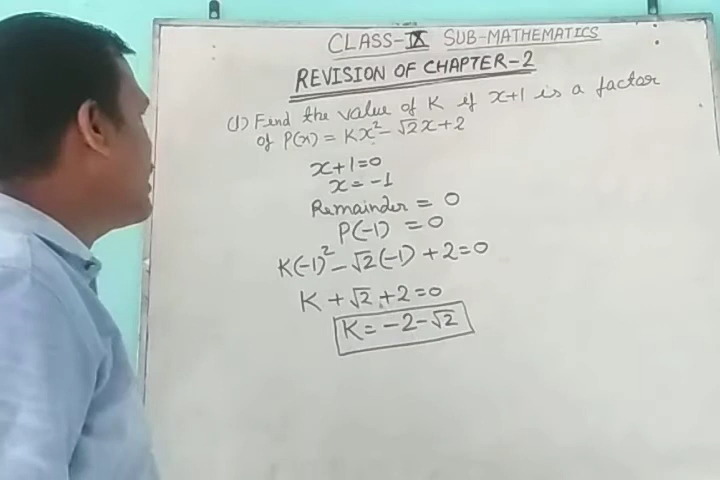 CLASS-IX SUB-MATHEMATICS
REVISION OF CHAPTER-2
(1) Find the value of K if x+1 is a factor
of P(x) = Kx² - √2x + 2
x+1=0
x=-1
Remainder = 0
P(-1) = 0
K(-1)² - √2(-1) + 2 = 0
K + √2 + 2 = 0
K = -2 - √2